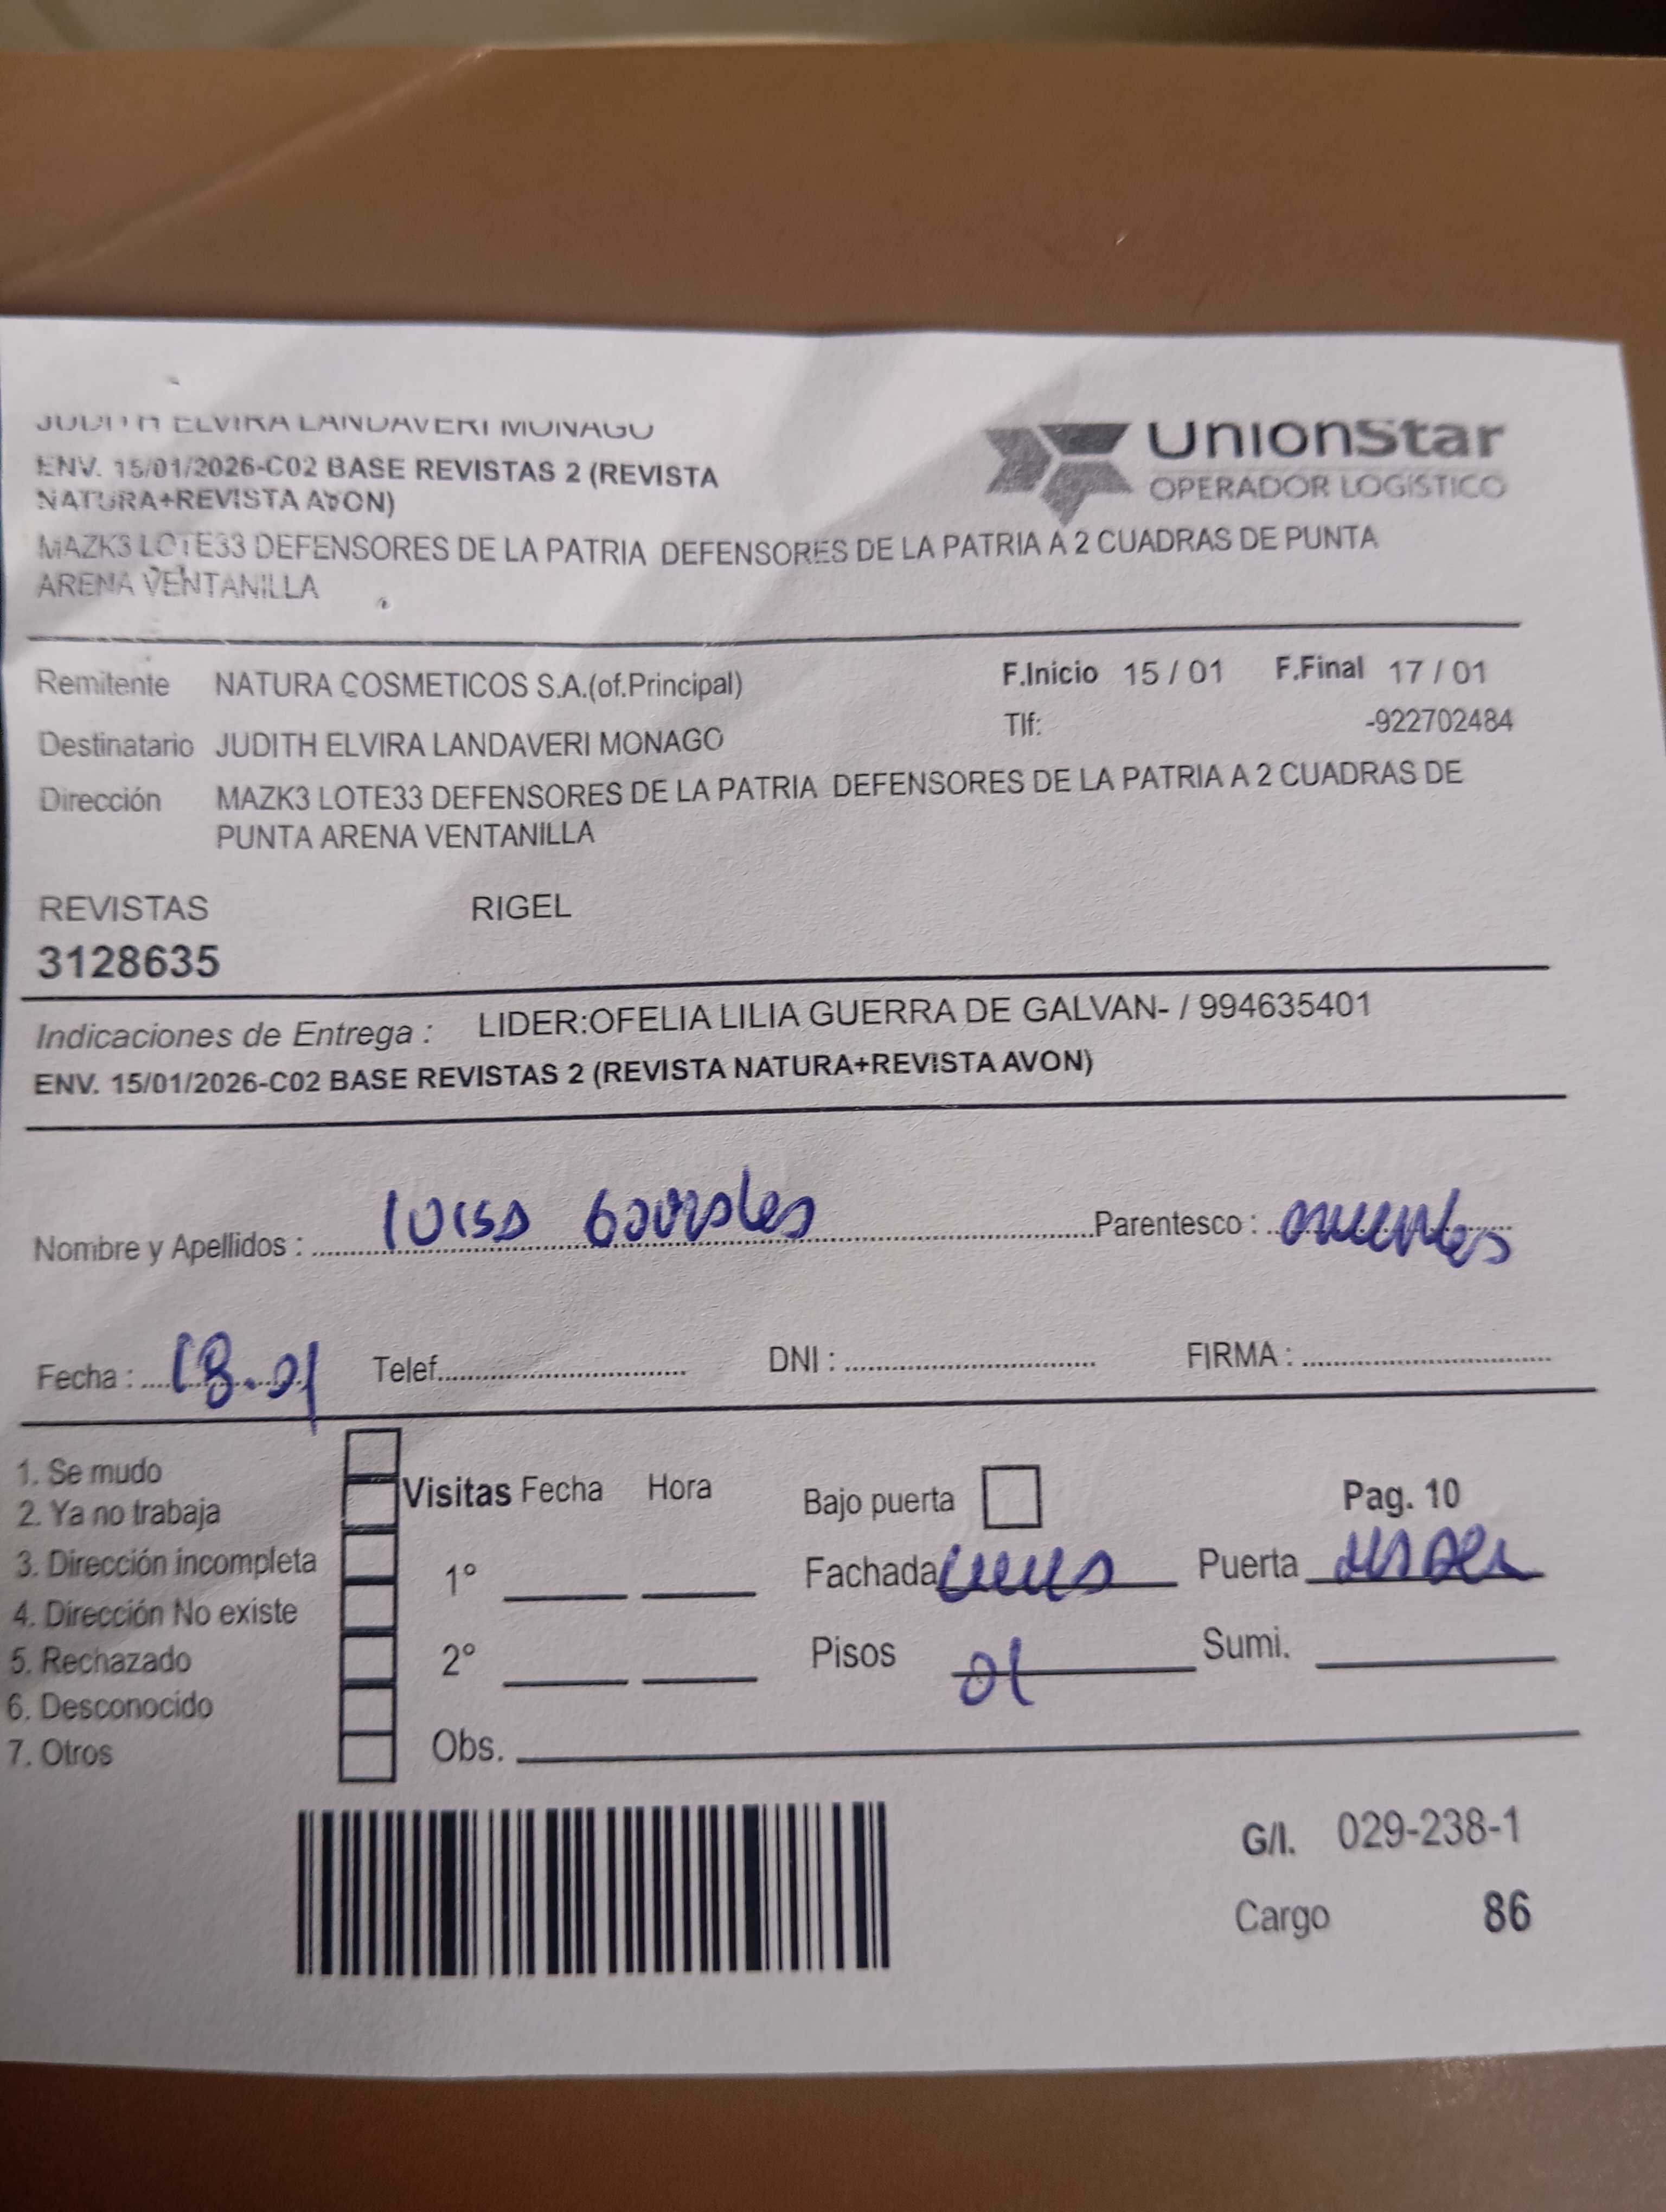 JUDITH ELVIRA LANDAVERI MONAGO
ENV. 15/01/2026-C02 BASE REVISTAS 2 (REVISTA
NATURA+REVISTA AVON)
MAZK3 LOTE33 DEFENSORES DE LA PATRIA DEFENSORES DE LA PATRIA A 2 CUADRAS DE PUNTA
ARENA VENTANILLA
UnionStar
OPERADOR LOGÍSTICO
Remitente NATURA COSMETICOS S.A.(of.Principal) F.Inicio 15 / 01 F.Final 17 / 01
Destinatario JUDITH ELVIRA LANDAVERI MONAGO Tlf: -922702484
Dirección MAZK3 LOTE33 DEFENSORES DE LA PATRIA DEFENSORES DE LA PATRIA A 2 CUADRAS DE
PUNTA ARENA VENTANILLA
REVISTAS RIGEL
3128635
Indicaciones de Entrega : LIDER:OFELIA LILIA GUERRA DE GALVAN- / 994635401
ENV. 15/01/2026-C02 BASE REVISTAS 2 (REVISTA NATURA+REVISTA AVON)
Nombre y Apellidos : Parentesco :
Fecha : 18.01 Telef. DNI : FIRMA :
1. Se mudo
2. Ya no trabaja
3. Dirección incompleta
4. Dirección No existe
5. Rechazado
6. Desconocido
7. Otros
Visitas Fecha Hora Bajo puerta Pag. 10
1° Fachada Puerta
2° Pisos 01 Sumi.
Obs.
G/I. 029-238-1
Cargo 86